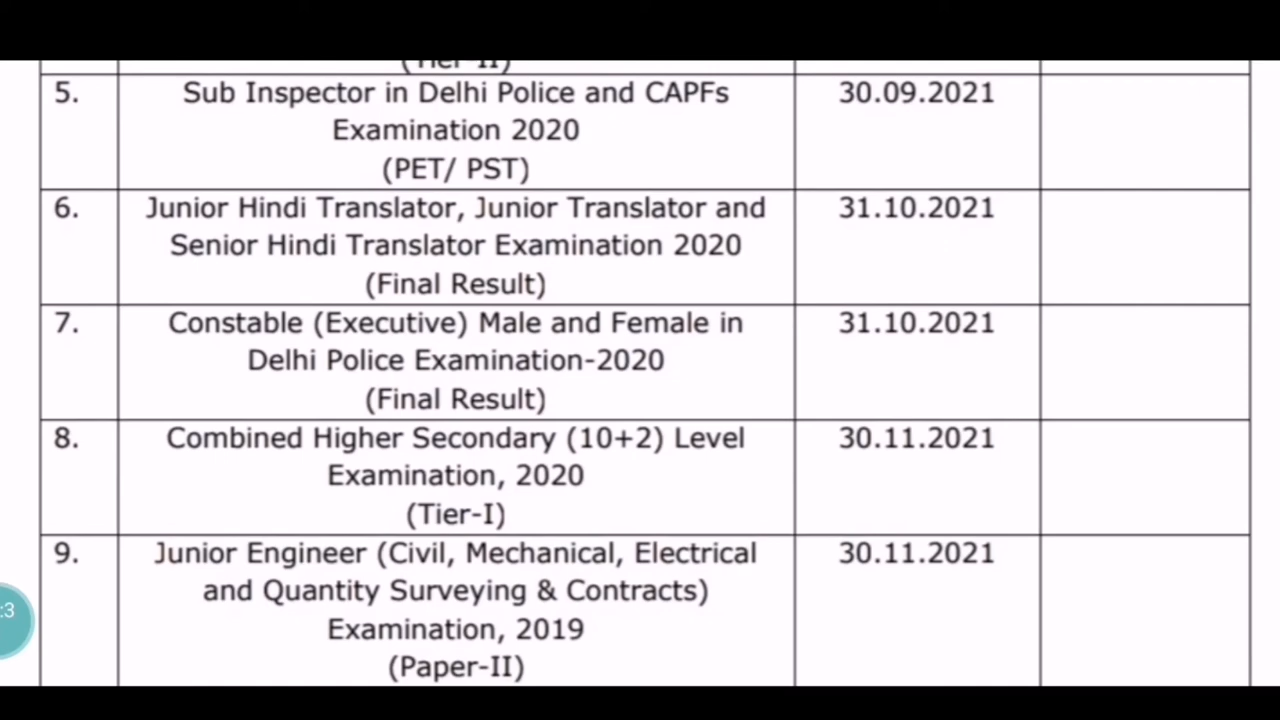 (Tier-II)
5.
Sub Inspector in Delhi Police and CAPFs
Examination 2020
(PET/ PST)
30.09.2021
6.
Junior Hindi Translator, Junior Translator and
Senior Hindi Translator Examination 2020
(Final Result)
31.10.2021
7.
Constable (Executive) Male and Female in
Delhi Police Examination-2020
(Final Result)
31.10.2021
8.
Combined Higher Secondary (10+2) Level
Examination, 2020
(Tier-I)
30.11.2021
9.
Junior Engineer (Civil, Mechanical, Electrical
and Quantity Surveying & Contracts)
Examination, 2019
(Paper-II)
30.11.2021
:3